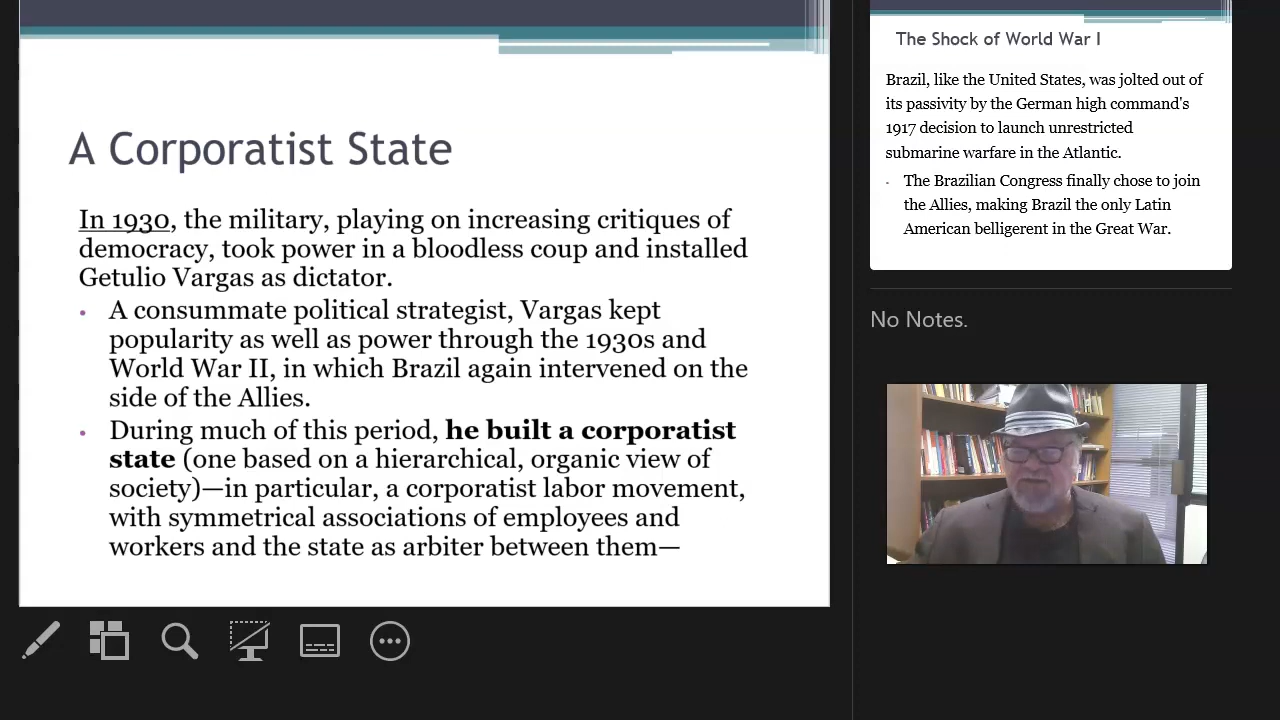 A Corporatist State
In 1930, the military, playing on increasing critiques of
democracy, took power in a bloodless coup and installed
Getulio Vargas as dictator.
• A consummate political strategist, Vargas kept
popularity as well as power through the 1930s and
World War II, in which Brazil again intervened on the
side of the Allies.
• During much of this period, he built a corporatist
state (one based on a hierarchical, organic view of
society)—in particular, a corporatist labor movement,
with symmetrical associations of employees and
workers and the state as arbiter between them—
The Shock of World War I
Brazil, like the United States, was jolted out of
its passivity by the German high command's
1917 decision to launch unrestricted
submarine warfare in the Atlantic.
• The Brazilian Congress finally chose to join
the Allies, making Brazil the only Latin
American belligerent in the Great War.
No Notes.